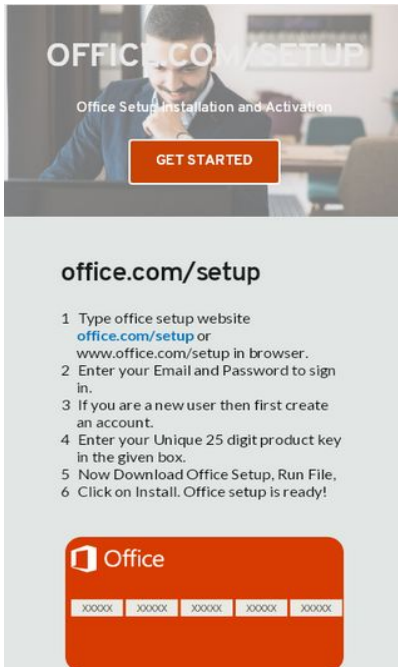 OFFICE.COM/SETUP
Office Setup Installation and Activation
GET STARTED
office.com/setup
1 Type office setup website
office.com/setup or
www.office.com/setup in browser.
2 Enter your Email and Password to sign
in.
3 If you are a new user then first create
an account.
4 Enter your Unique 25 digit product key
in the given box.
5 Now Download Office Setup, Run File,
6 Click on Install. Office setup is ready!
Office
XXXXX XXXXX XXXXX XXXXX XXXXX